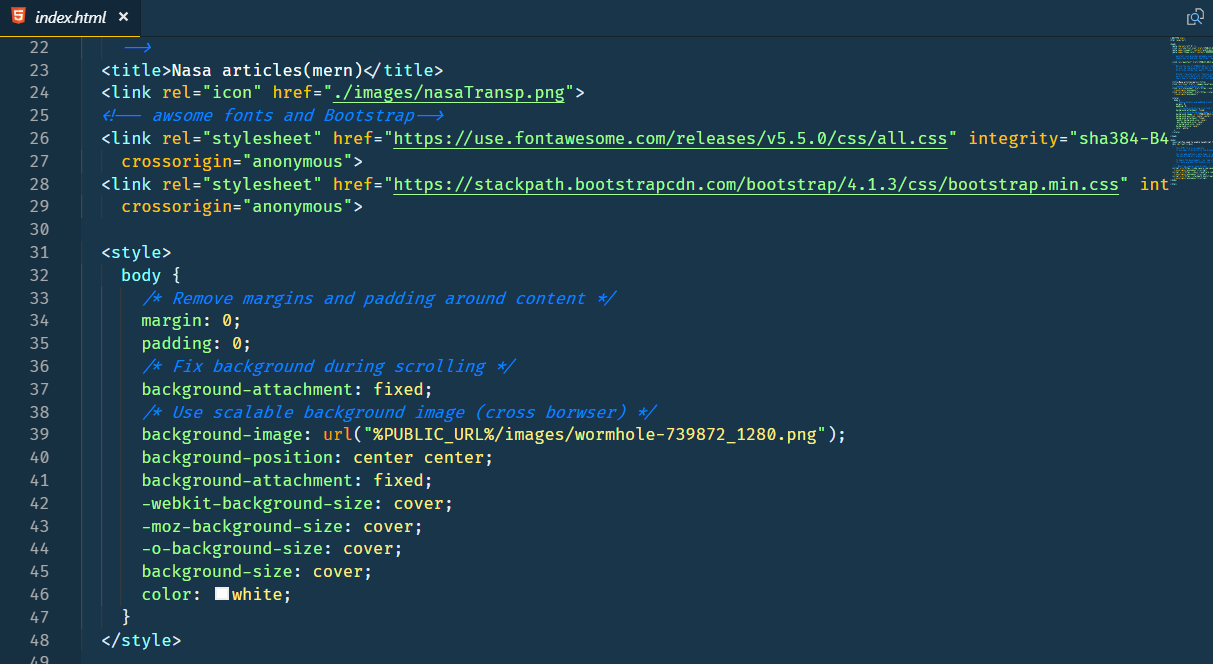 index.html ×
22 -->
23 <title>Nasa articles(mern)</title>
24 <link rel="icon" href="./images/nasaTransp.png">
25 <!-- awsome fonts and Bootstrap-->
26 <link rel="stylesheet" href="https://use.fontawesome.com/releases/v5.5.0/css/all.css" integrity="sha384-B4
27 crossorigin="anonymous">
28 <link rel="stylesheet" href="https://stackpath.bootstrapcdn.com/bootstrap/4.1.3/css/bootstrap.min.css" int
29 crossorigin="anonymous">
30
31 <style>
32 body {
33 /* Remove margins and padding around content */
34 margin: 0;
35 padding: 0;
36 /* Fix background during scrolling */
37 background-attachment: fixed;
38 /* Use scalable background image (cross borwser) */
39 background-image: url("%PUBLIC_URL%/images/wormhole-739872_1280.png");
40 background-position: center center;
41 background-attachment: fixed;
42 -webkit-background-size: cover;
43 -moz-background-size: cover;
44 -o-background-size: cover;
45 background-size: cover;
46 color: white;
47 }
48 </style>
49